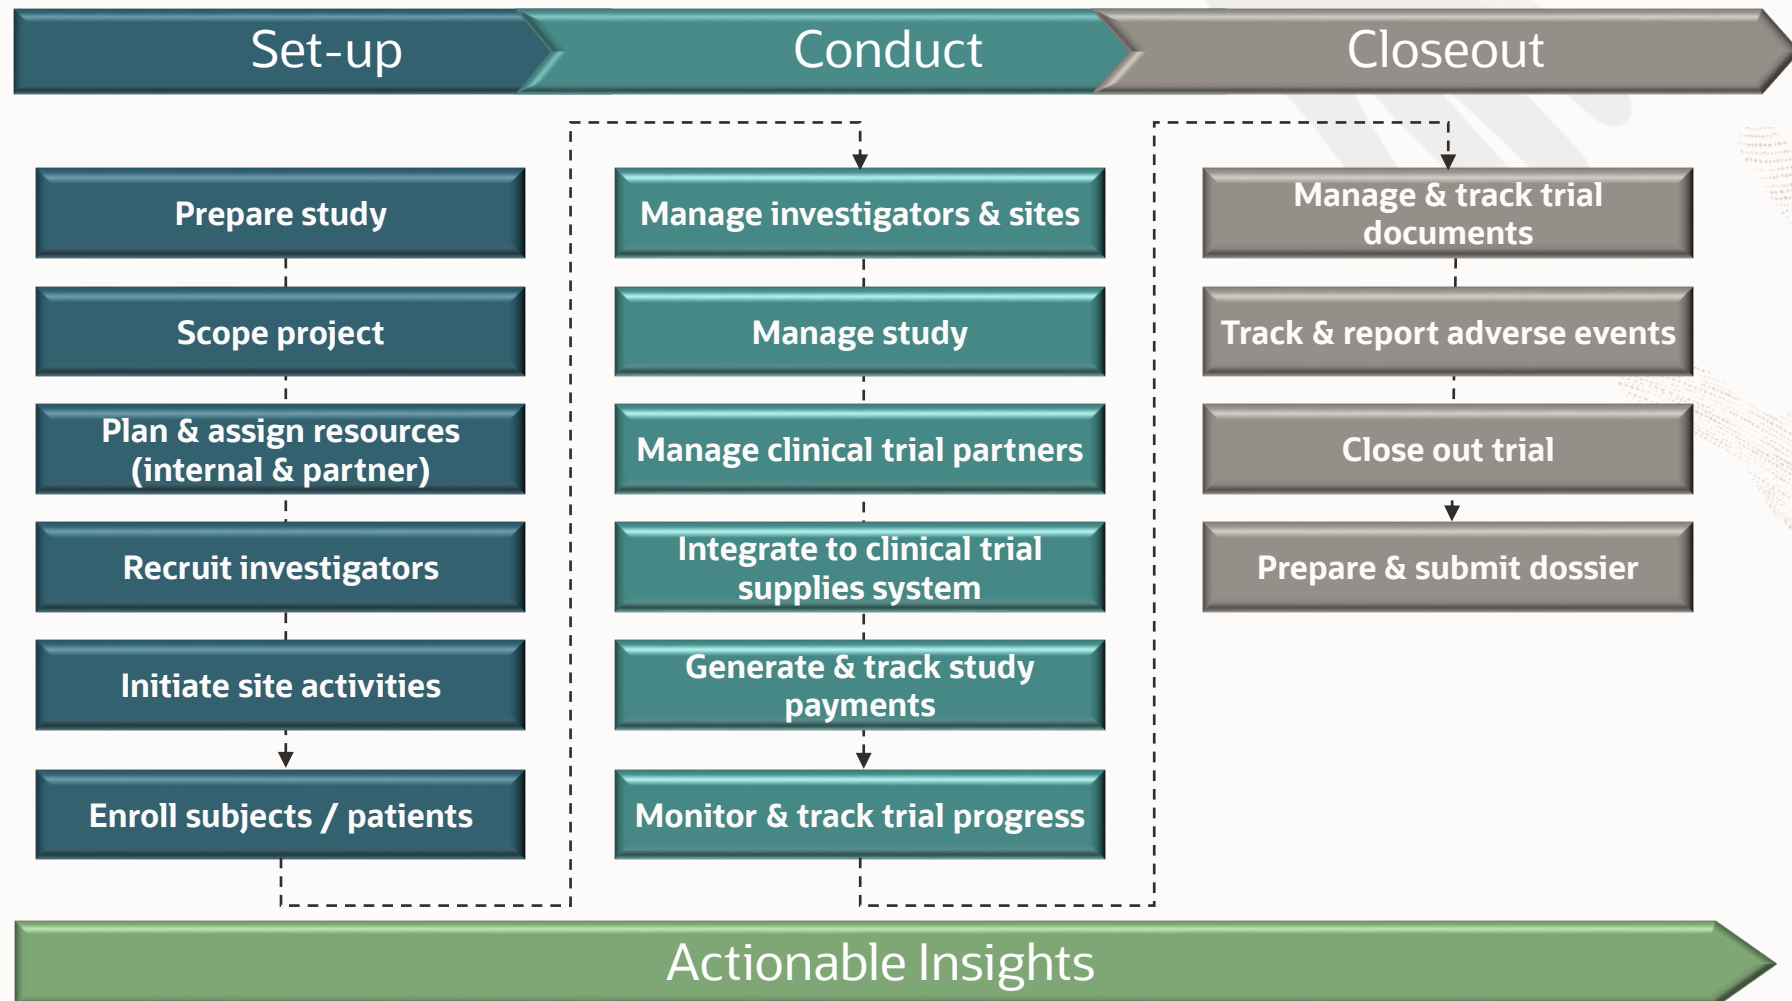 Set-up
Conduct
Closeout
Prepare study
Scope project
Plan & assign resources
(internal & partner)
Recruit investigators
Initiate site activities
Enroll subjects / patients
Manage investigators & sites
Manage study
Manage clinical trial partners
Integrate to clinical trial
supplies system
Generate & track study
payments
Monitor & track trial progress
Manage & track trial
documents
Track & report adverse events
Close out trial
Prepare & submit dossier
Actionable Insights